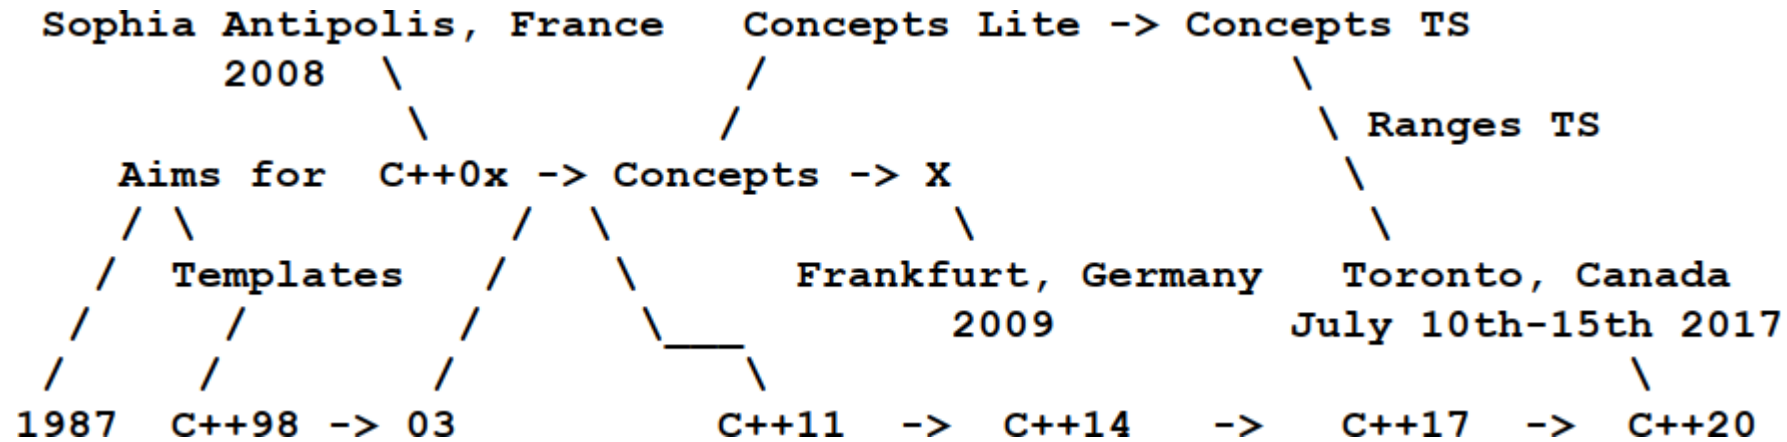 Sophia Antipolis, France   Concepts Lite -> Concepts TS
2008  \             /                    \
\           /                      \ Ranges TS
Aims for  C++0x -> Concepts -> X               \
/ \            /  \             \               \
/  Templates   /    \      Frankfurt, Germany   Toronto, Canada
/     /        /      \___        2009         July 10th-15th 2017
/     /        /           \                                 \
1987  C++98 -> 03          C++11  ->  C++14   ->   C++17  ->  C++20